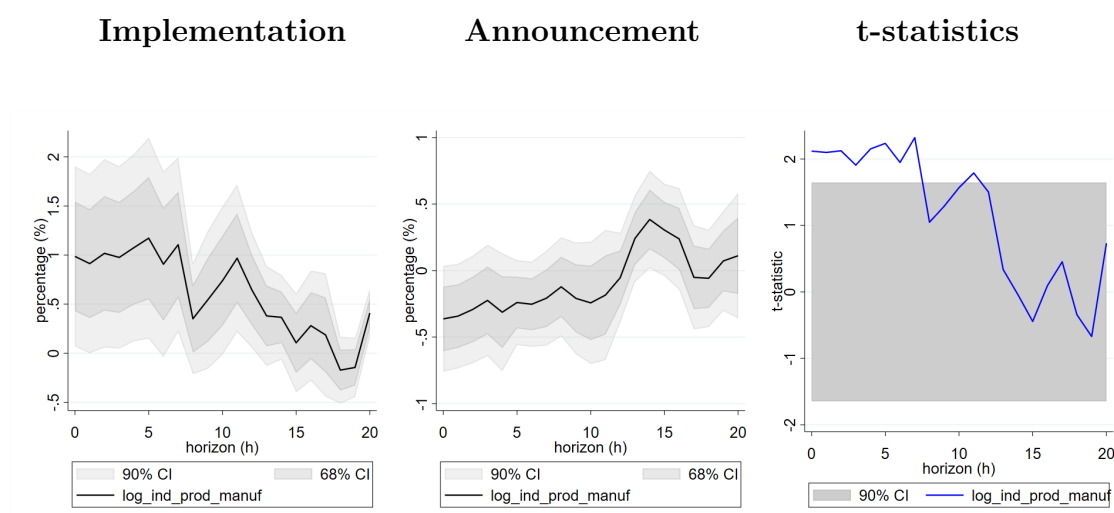 Implementation
Announcement
t-statistics
percentage (%)
2
1.5
1
.5
0
-.5
0 5 10 15 20
horizon (h)
90% CI 68% CI
log_ind_prod_manuf
percentage (%)
1
.5
0
-.5
-1
0 5 10 15 20
horizon (h)
90% CI 68% CI
log_ind_prod_manuf
t-statistic
2
1
0
-1
-2
0 5 10 15 20
horizon (h)
90% CI log_ind_prod_manuf